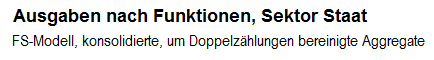 Ausgaben nach Funktionen, Sektor Staat
FS-Modell, konsolidierte, um Doppelzählungen bereinigte Aggregate